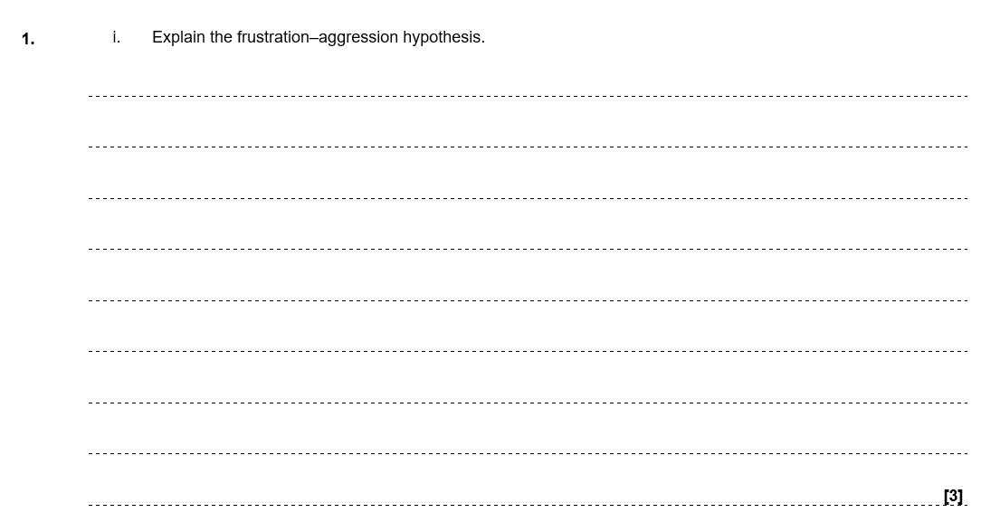 1. i. Explain the frustration–aggression hypothesis.
[3]